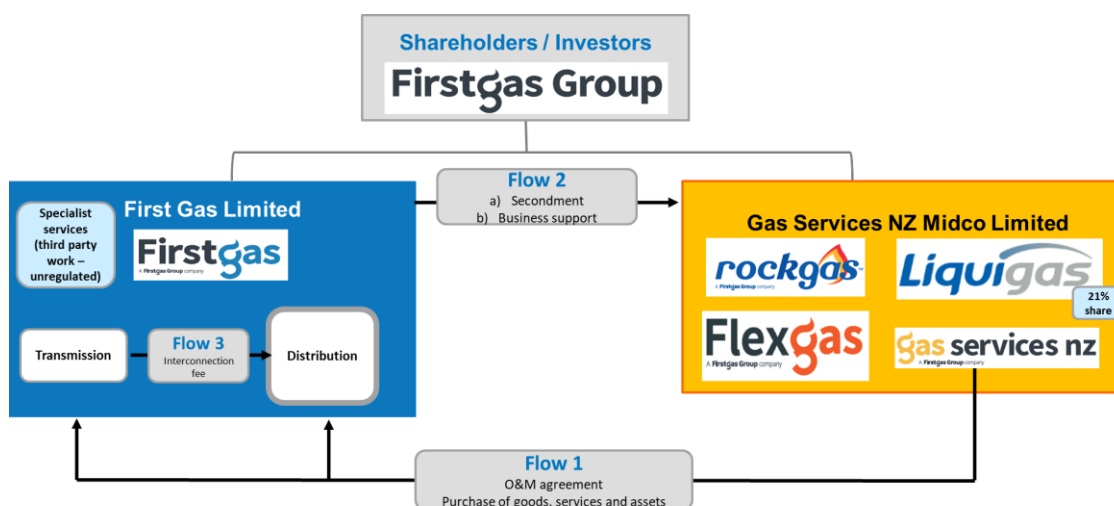 Shareholders / Investors
Firstgas Group
Flow 2
a) Secondment
b) Business support
Specialist
services
(third party
work –
unregulated)
First Gas Limited
Firstgas
A Firstgas Group company
Transmission
Flow 3
Interconnection
fee
Distribution
Gas Services NZ Midco Limited
rockgas™
A Firstgas Group company
Liquigas
21%
share
Flexgas
A Firstgas Group company
gas services nz
A Firstgas Group company
Flow 1
O&M agreement
Purchase of goods, services and assets